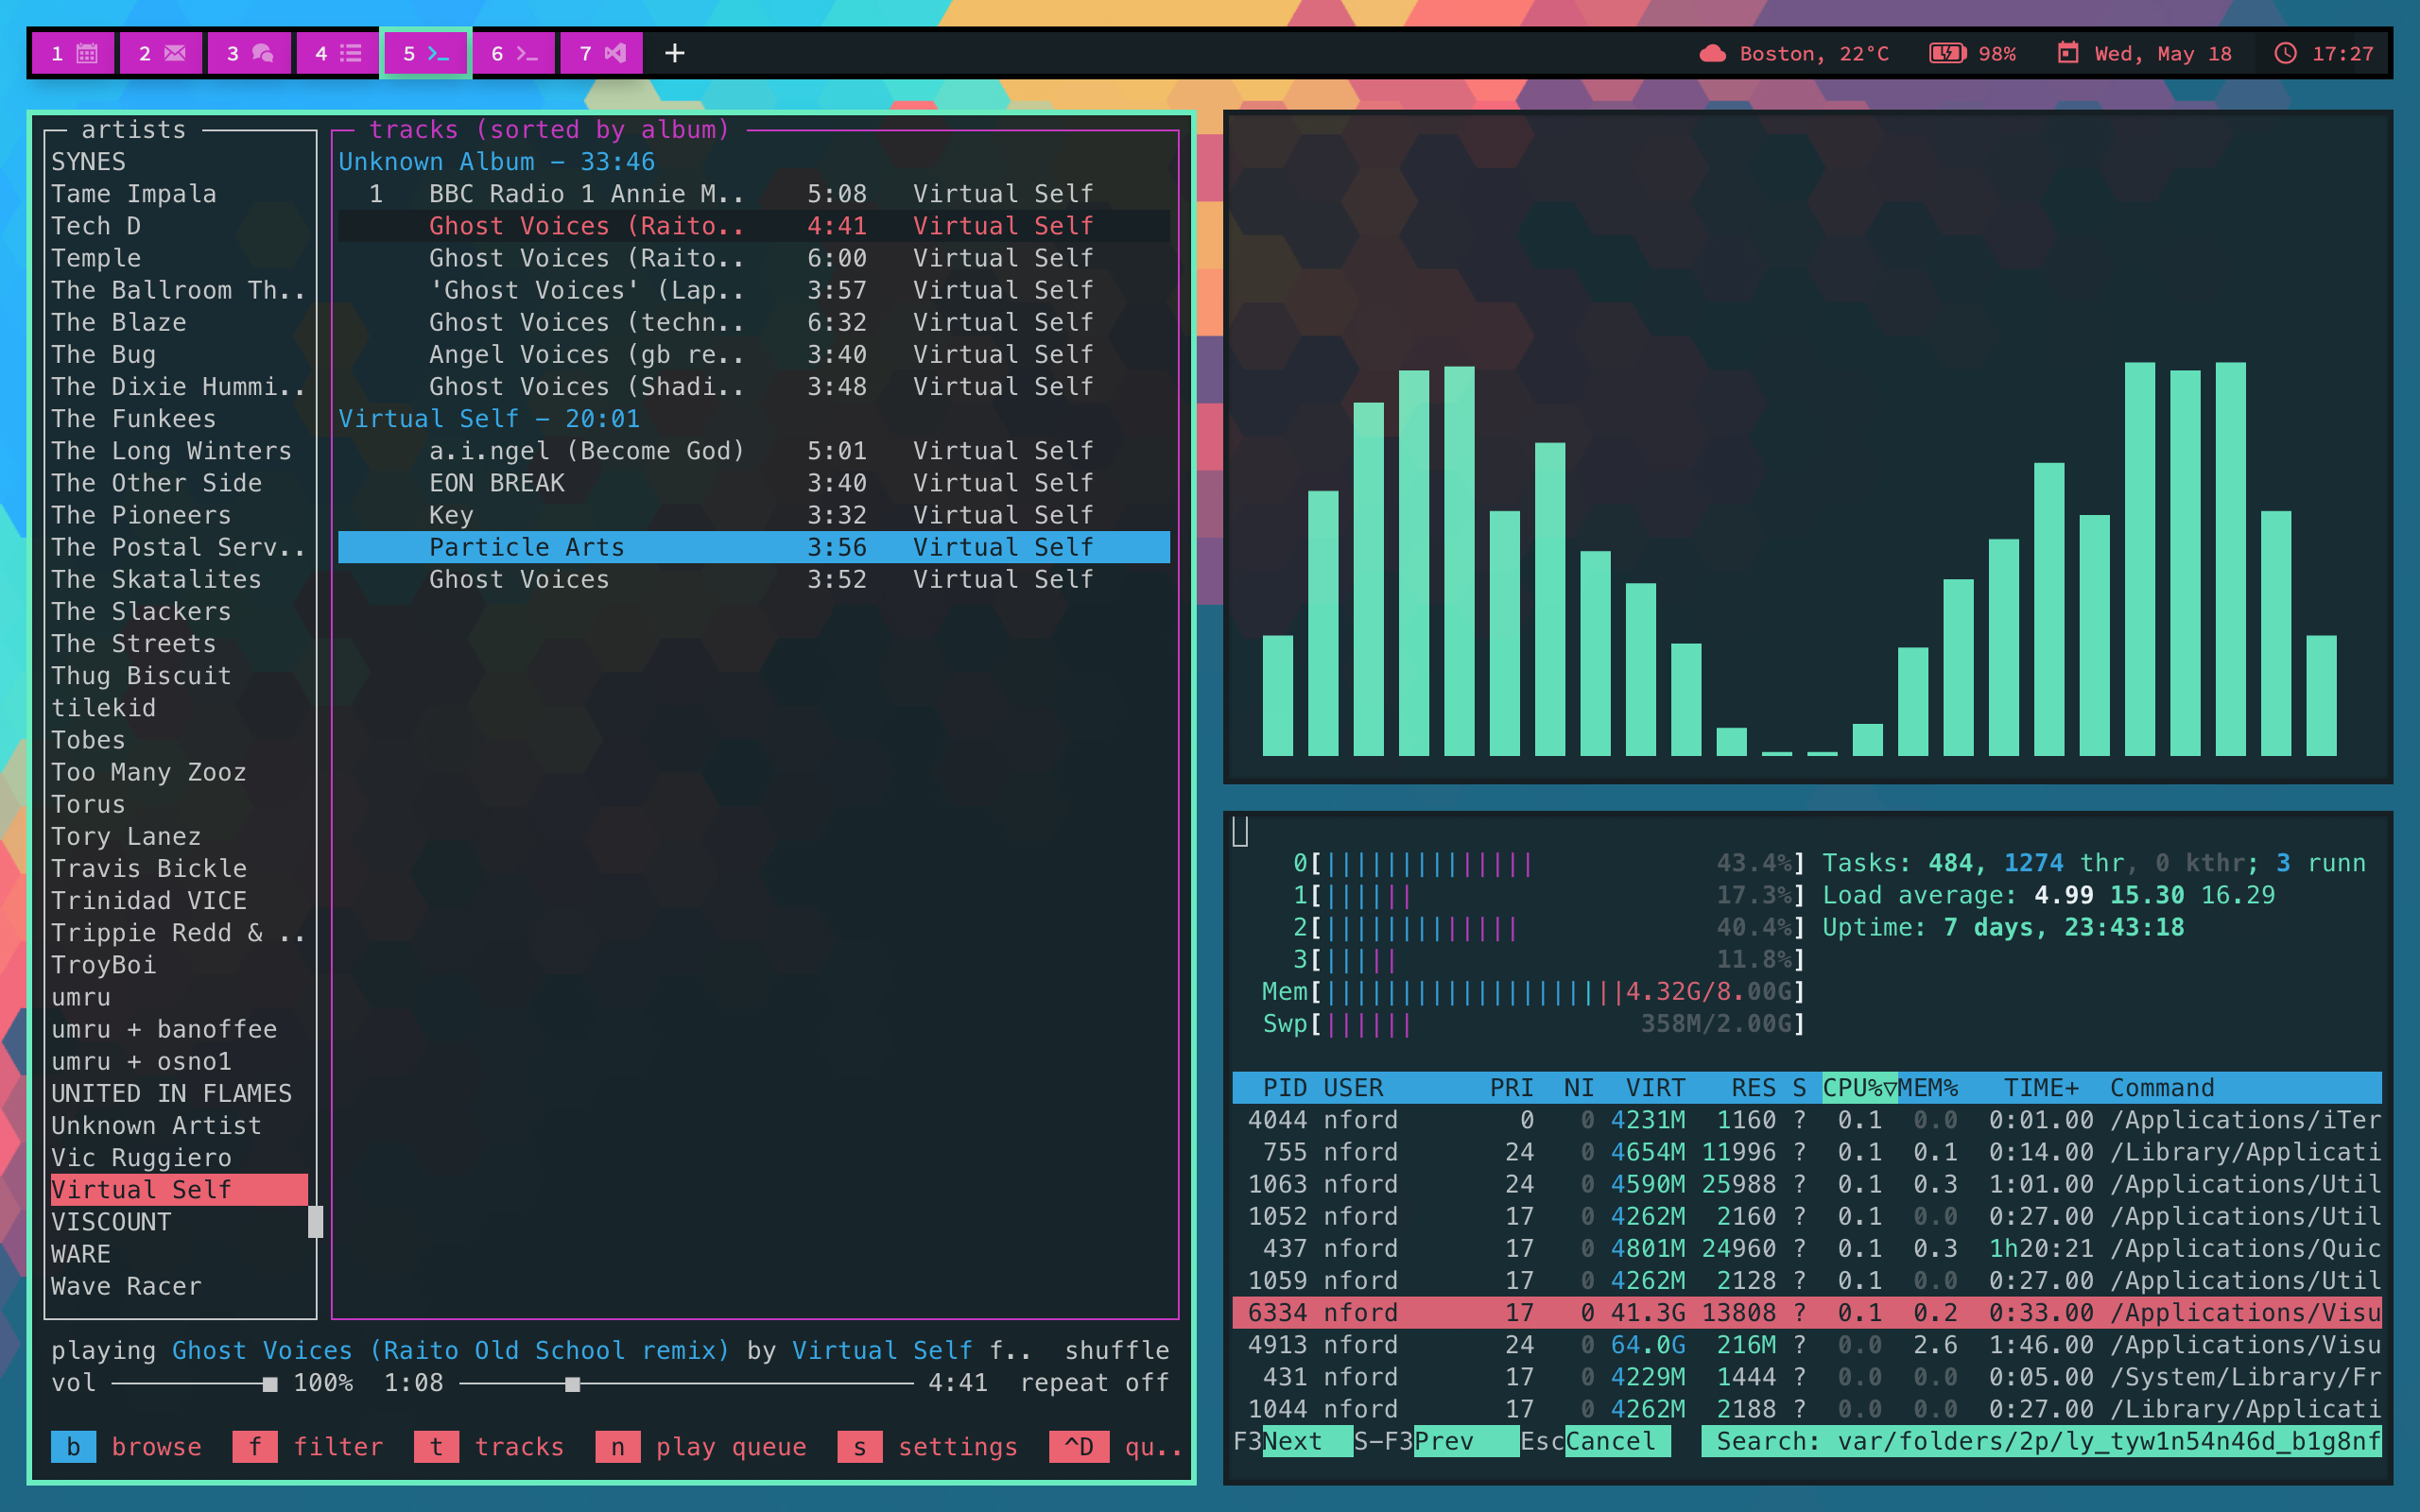 1 2 3 4 5 6 7 + Boston, 22°C 98% Wed, May 18 17:27
artists
SYNES
Tame Impala
Tech D
Temple
The Ballroom Th..
The Blaze
The Bug
The Dixie Hummi..
The Funkees
The Long Winters
The Other Side
The Pioneers
The Postal Serv..
The Skatalites
The Slackers
The Streets
Thug Biscuit
tilekid
Tobes
Too Many Zooz
Torus
Tory Lanez
Travis Bickle
Trinidad VICE
Trippie Redd & ..
TroyBoi
umru
umru + banoffee
umru + osno1
UNITED IN FLAMES
Unknown Artist
Vic Ruggiero
Virtual Self
VISCOUNT
WARE
Wave Racer
tracks (sorted by album)
Unknown Album – 33:46
1 BBC Radio 1 Annie M.. 5:08 Virtual Self
Ghost Voices (Raito.. 4:41 Virtual Self
Ghost Voices (Raito.. 6:00 Virtual Self
'Ghost Voices' (Lap.. 3:57 Virtual Self
Ghost Voices (techn.. 6:32 Virtual Self
Angel Voices (gb re.. 3:40 Virtual Self
Ghost Voices (Shadi.. 3:48 Virtual Self
Virtual Self – 20:01
a.i.ngel (Become God) 5:01 Virtual Self
EON BREAK 3:40 Virtual Self
Key 3:32 Virtual Self
Particle Arts 3:56 Virtual Self
Ghost Voices 3:52 Virtual Self
playing Ghost Voices (Raito Old School remix) by Virtual Self f.. shuffle
vol 100% 1:08 4:41 repeat off
b browse f filter t tracks n play queue s settings ^D qu..
0[|||||||||||||| 43.4%] Tasks: 484, 1274 thr, 0 kthr; 3 runn
1[|||||| 17.3%] Load average: 4.99 15.30 16.29
2[||||||||||||| 40.4%] Uptime: 7 days, 23:43:18
3[||||| 11.8%]
Mem[||||||||||||||||||||4.32G/8.00G]
Swp[|||||| 358M/2.00G]
PID USER PRI NI VIRT RES S CPU%▽MEM% TIME+ Command
4044 nford 0 0 4231M 1160 ? 0.1 0.0 0:01.00 /Applications/iTer
755 nford 24 0 4654M 11996 ? 0.1 0.1 0:14.00 /Library/Applicati
1063 nford 24 0 4590M 25988 ? 0.1 0.3 1:01.00 /Applications/Util
1052 nford 17 0 4262M 2160 ? 0.1 0.0 0:27.00 /Applications/Util
437 nford 17 0 4801M 24960 ? 0.1 0.3 1h20:21 /Applications/Quic
1059 nford 17 0 4262M 2128 ? 0.1 0.0 0:27.00 /Applications/Util
6334 nford 17 0 41.3G 13808 ? 0.1 0.2 0:33.00 /Applications/Visu
4913 nford 24 0 64.0G 216M ? 0.0 2.6 1:46.00 /Applications/Visu
431 nford 17 0 4229M 1444 ? 0.0 0.0 0:05.00 /System/Library/Fr
1044 nford 17 0 4262M 2188 ? 0.0 0.0 0:27.00 /Library/Applicati
F3Next S-F3Prev EscCancel Search: var/folders/2p/ly_tyw1n54n46d_b1g8nf